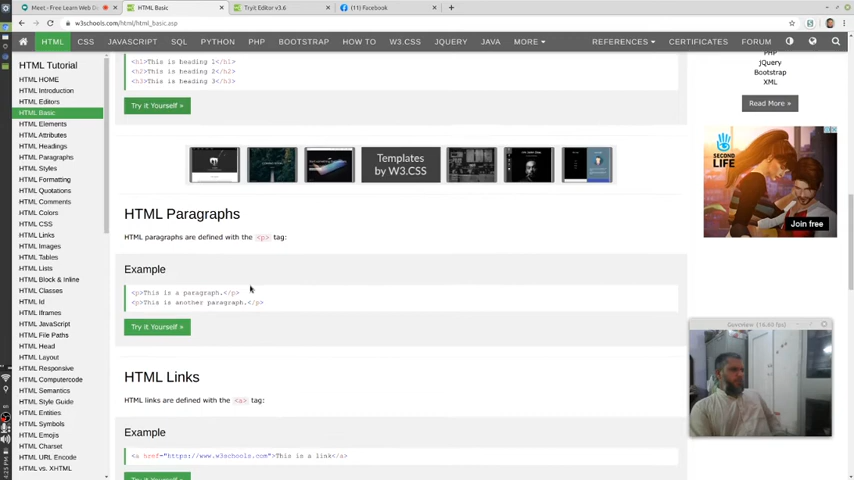 Meet - Free Learn Web D
HTML Basic
Tryit Editor v3.6
(11) Facebook
w3schools.com/html/html_basic.asp
HTML CSS JAVASCRIPT SQL PYTHON PHP BOOTSTRAP HOW TO W3.CSS JQUERY JAVA MORE REFERENCES CERTIFICATES FORUM
HTML Tutorial
HTML HOME
HTML Introduction
HTML Editors
HTML Basic
HTML Elements
HTML Attributes
HTML Headings
HTML Paragraphs
HTML Styles
HTML Formatting
HTML Quotations
HTML Comments
HTML Colors
HTML CSS
HTML Links
HTML Images
HTML Tables
HTML Lists
HTML Block & Inline
HTML Classes
HTML Id
HTML Iframes
HTML JavaScript
HTML File Paths
HTML Head
HTML Layout
HTML Responsive
HTML Computercode
HTML Semantics
HTML Style Guide
HTML Entities
HTML Symbols
HTML Emojis
HTML Charset
HTML URL Encode
HTML vs. XHTML
<h1>This is heading 1</h1>
<h2>This is heading 2</h2>
<h3>This is heading 3</h3>
Try it Yourself »
Templates
by W3.CSS
HTML Paragraphs
HTML paragraphs are defined with the <p> tag:
Example
<p>This is a paragraph.</p>
<p>This is another paragraph.</p>
Try it Yourself »
HTML Links
HTML links are defined with the <a> tag:
Example
<a href="https://www.w3schools.com">This is a link</a>
Try it Yourself »
PHP
jQuery
Bootstrap
XML
Read More »
SECOND
LIFE
Join free
4:25 PM